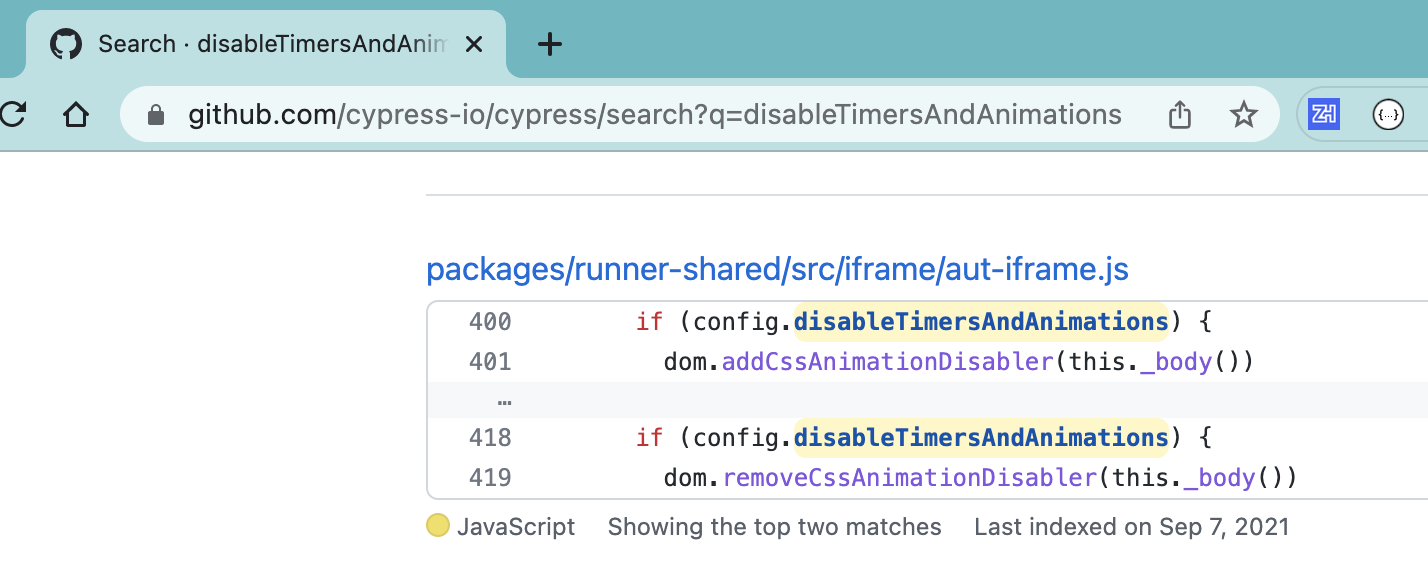 Search · disableTimersAndAnim
github.com/cypress-io/cypress/search?q=disableTimersAndAnimations
ZH
{...}
packages/runner-shared/src/iframe/aut-iframe.js
400 if (config.disableTimersAndAnimations) {
401 dom.addCssAnimationDisabler(this._body())
…
418 if (config.disableTimersAndAnimations) {
419 dom.removeCssAnimationDisabler(this._body())
JavaScript Showing the top two matches Last indexed on Sep 7, 2021